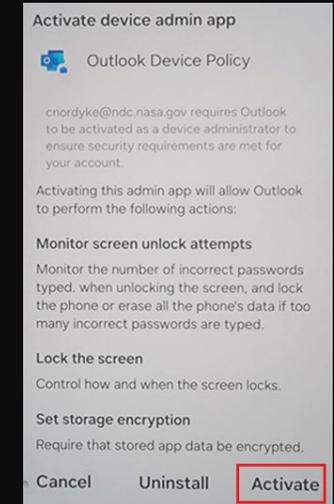 Activate device admin app
Outlook Device Policy
cnordyke@ndc.nasa.gov requires Outlook
to be activated as a device administrator to
ensure security requirements are met for
your account.
Activating this admin app will allow Outlook
to perform the following actions:
Monitor screen unlock attempts
Monitor the number of incorrect passwords
typed. when unlocking the screen, and lock
the phone or erase all the phone's data if too
many incorrect passwords are typed.
Lock the screen
Control how and when the screen locks.
Set storage encryption
Require that stored app data be encrypted.
Cancel Uninstall Activate